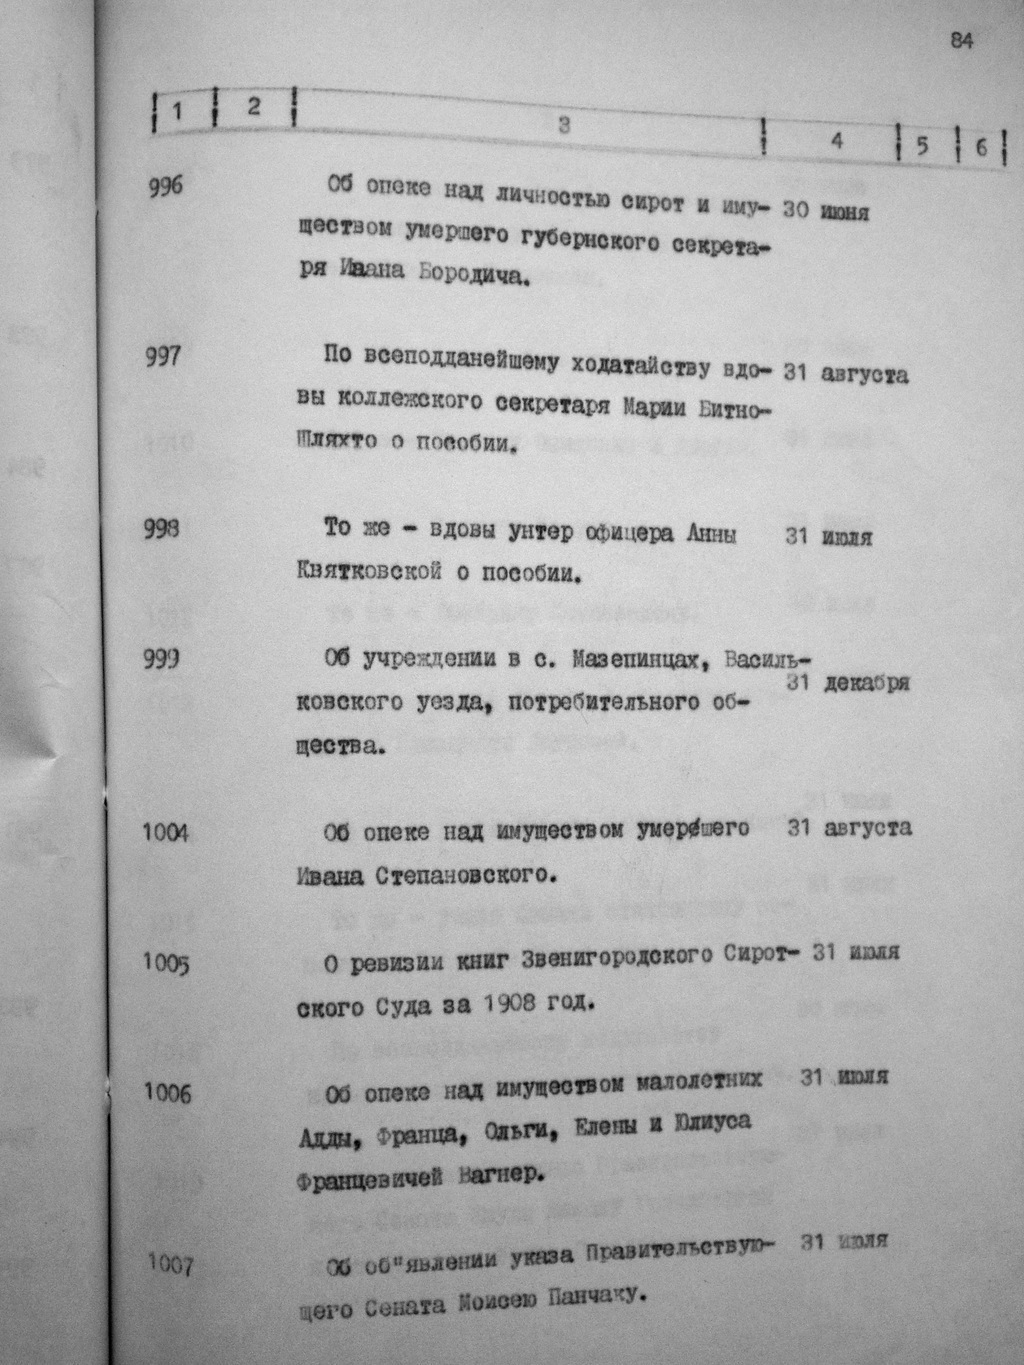 84
1 2 3 4 5 6
996 Об опеке над личностью сирот и иму- 30 июня
ществом умершего губернского секрета-
ря Ивана Бородича.
997 По всеподданейшему ходатайству вдо- 31 августа
вы коллежского секретаря Марии Битно-
Шляхто о пособии.
998 То же - вдовы унтер офицера Анны 31 июля
Квятковской о пособии.
999 Об учреждении в с. Мазепинцах, Василь-
31 декабря
ковского уезда, потребительного об-
щества.
1004 Об опеке над имуществом умершего 31 августа
Ивана Степановского.
1005 О ревизии книг Звенигородского Сирот- 31 июля
ского Суда за 1908 год.
1006 Об опеке над имуществом малолетних 31 июля
Адды, Франца, Ольги, Елены и Юлиуса
Францевичей Вагнер.
1007 Об об"явлении указа Правительствую- 31 июля
щего Сената Моисею Панчаку.